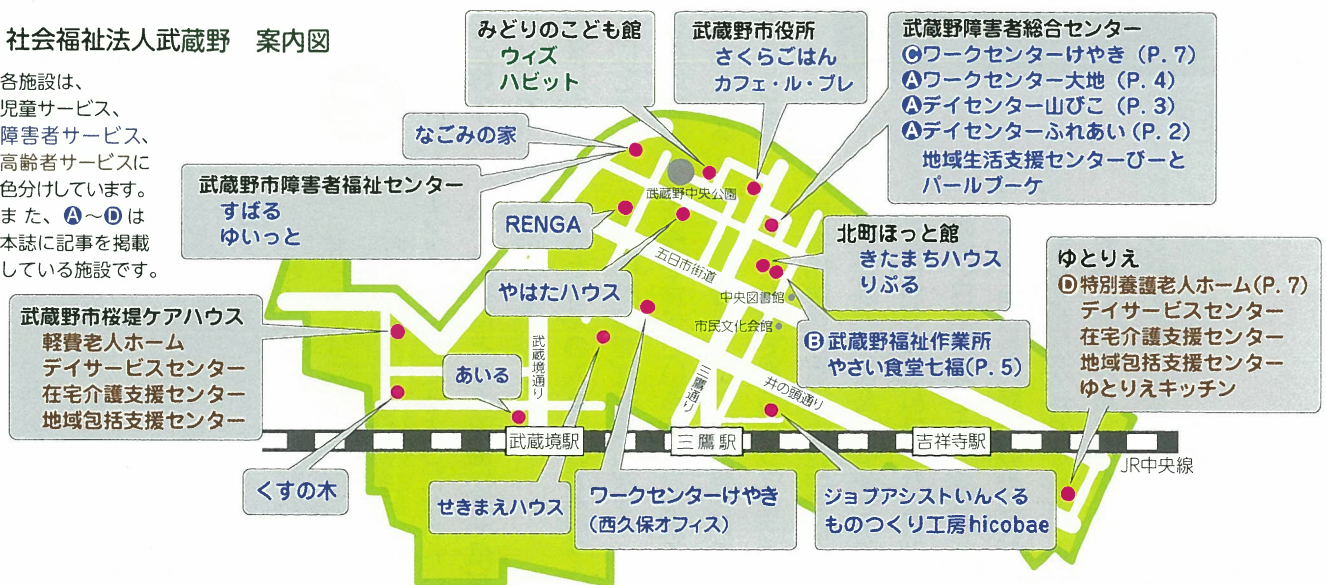 社会福祉法人武蔵野 案内図
各施設は、
児童サービス、
障害者サービス、
高齢者サービスに
色分けしています。
また、Ⓐ～Ⓓは
本誌に記事を掲載
している施設です。
みどりのこども館
ウィズ
ハビット
武蔵野市役所
さくらごはん
カフェ・ル・ブレ
武蔵野障害者総合センター
Ⓒワークセンターけやき（P. 7）
Ⓐワークセンター大地（P. 4）
Ⓐデイセンター山びこ（P. 3）
Ⓐデイセンターふれあい（P. 2）
地域生活支援センターびーと
パールブーケ
なごみの家
武蔵野市障害者福祉センター
すばる
ゆいっと
武蔵野中央公園
RENGA
北町ほっと館
きたまちハウス
りぷる
五日市街道
やはたハウス
中央図書館
市民文化会館
ゆとりえ
Ⓓ特別養護老人ホーム(P. 7)
デイサービスセンター
在宅介護支援センター
地域包括支援センター
ゆとりえキッチン
武蔵野市桜堤ケアハウス
軽費老人ホーム
デイサービスセンター
在宅介護支援センター
地域包括支援センター
Ⓑ武蔵野福祉作業所
やさい食堂七福(P. 5)
武蔵境通り
あいる
三鷹通り
井の頭通り
武蔵境駅
三鷹駅
吉祥寺駅
JR中央線
くすの木
せきまえハウス
ワークセンターけやき
(西久保オフィス)
ジョブアシストいんくる
ものつくり工房hicobae